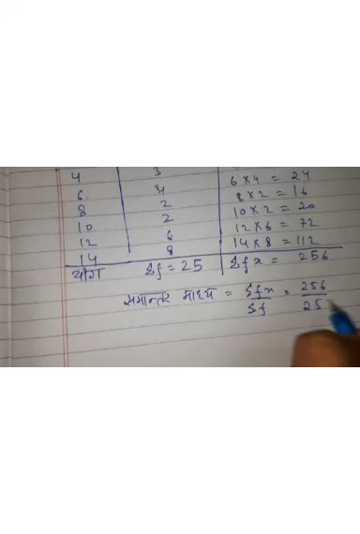 4 3
6 4 6 x 4 = 24
8 2 8 x 2 = 16
10 2 10 x 2 = 20
12 6 12 x 6 = 72
14 8 14 x 8 = 112
योग Σf = 25 Σfx = 256
समान्तर माध्य = Σfx / Σf = 256 / 25